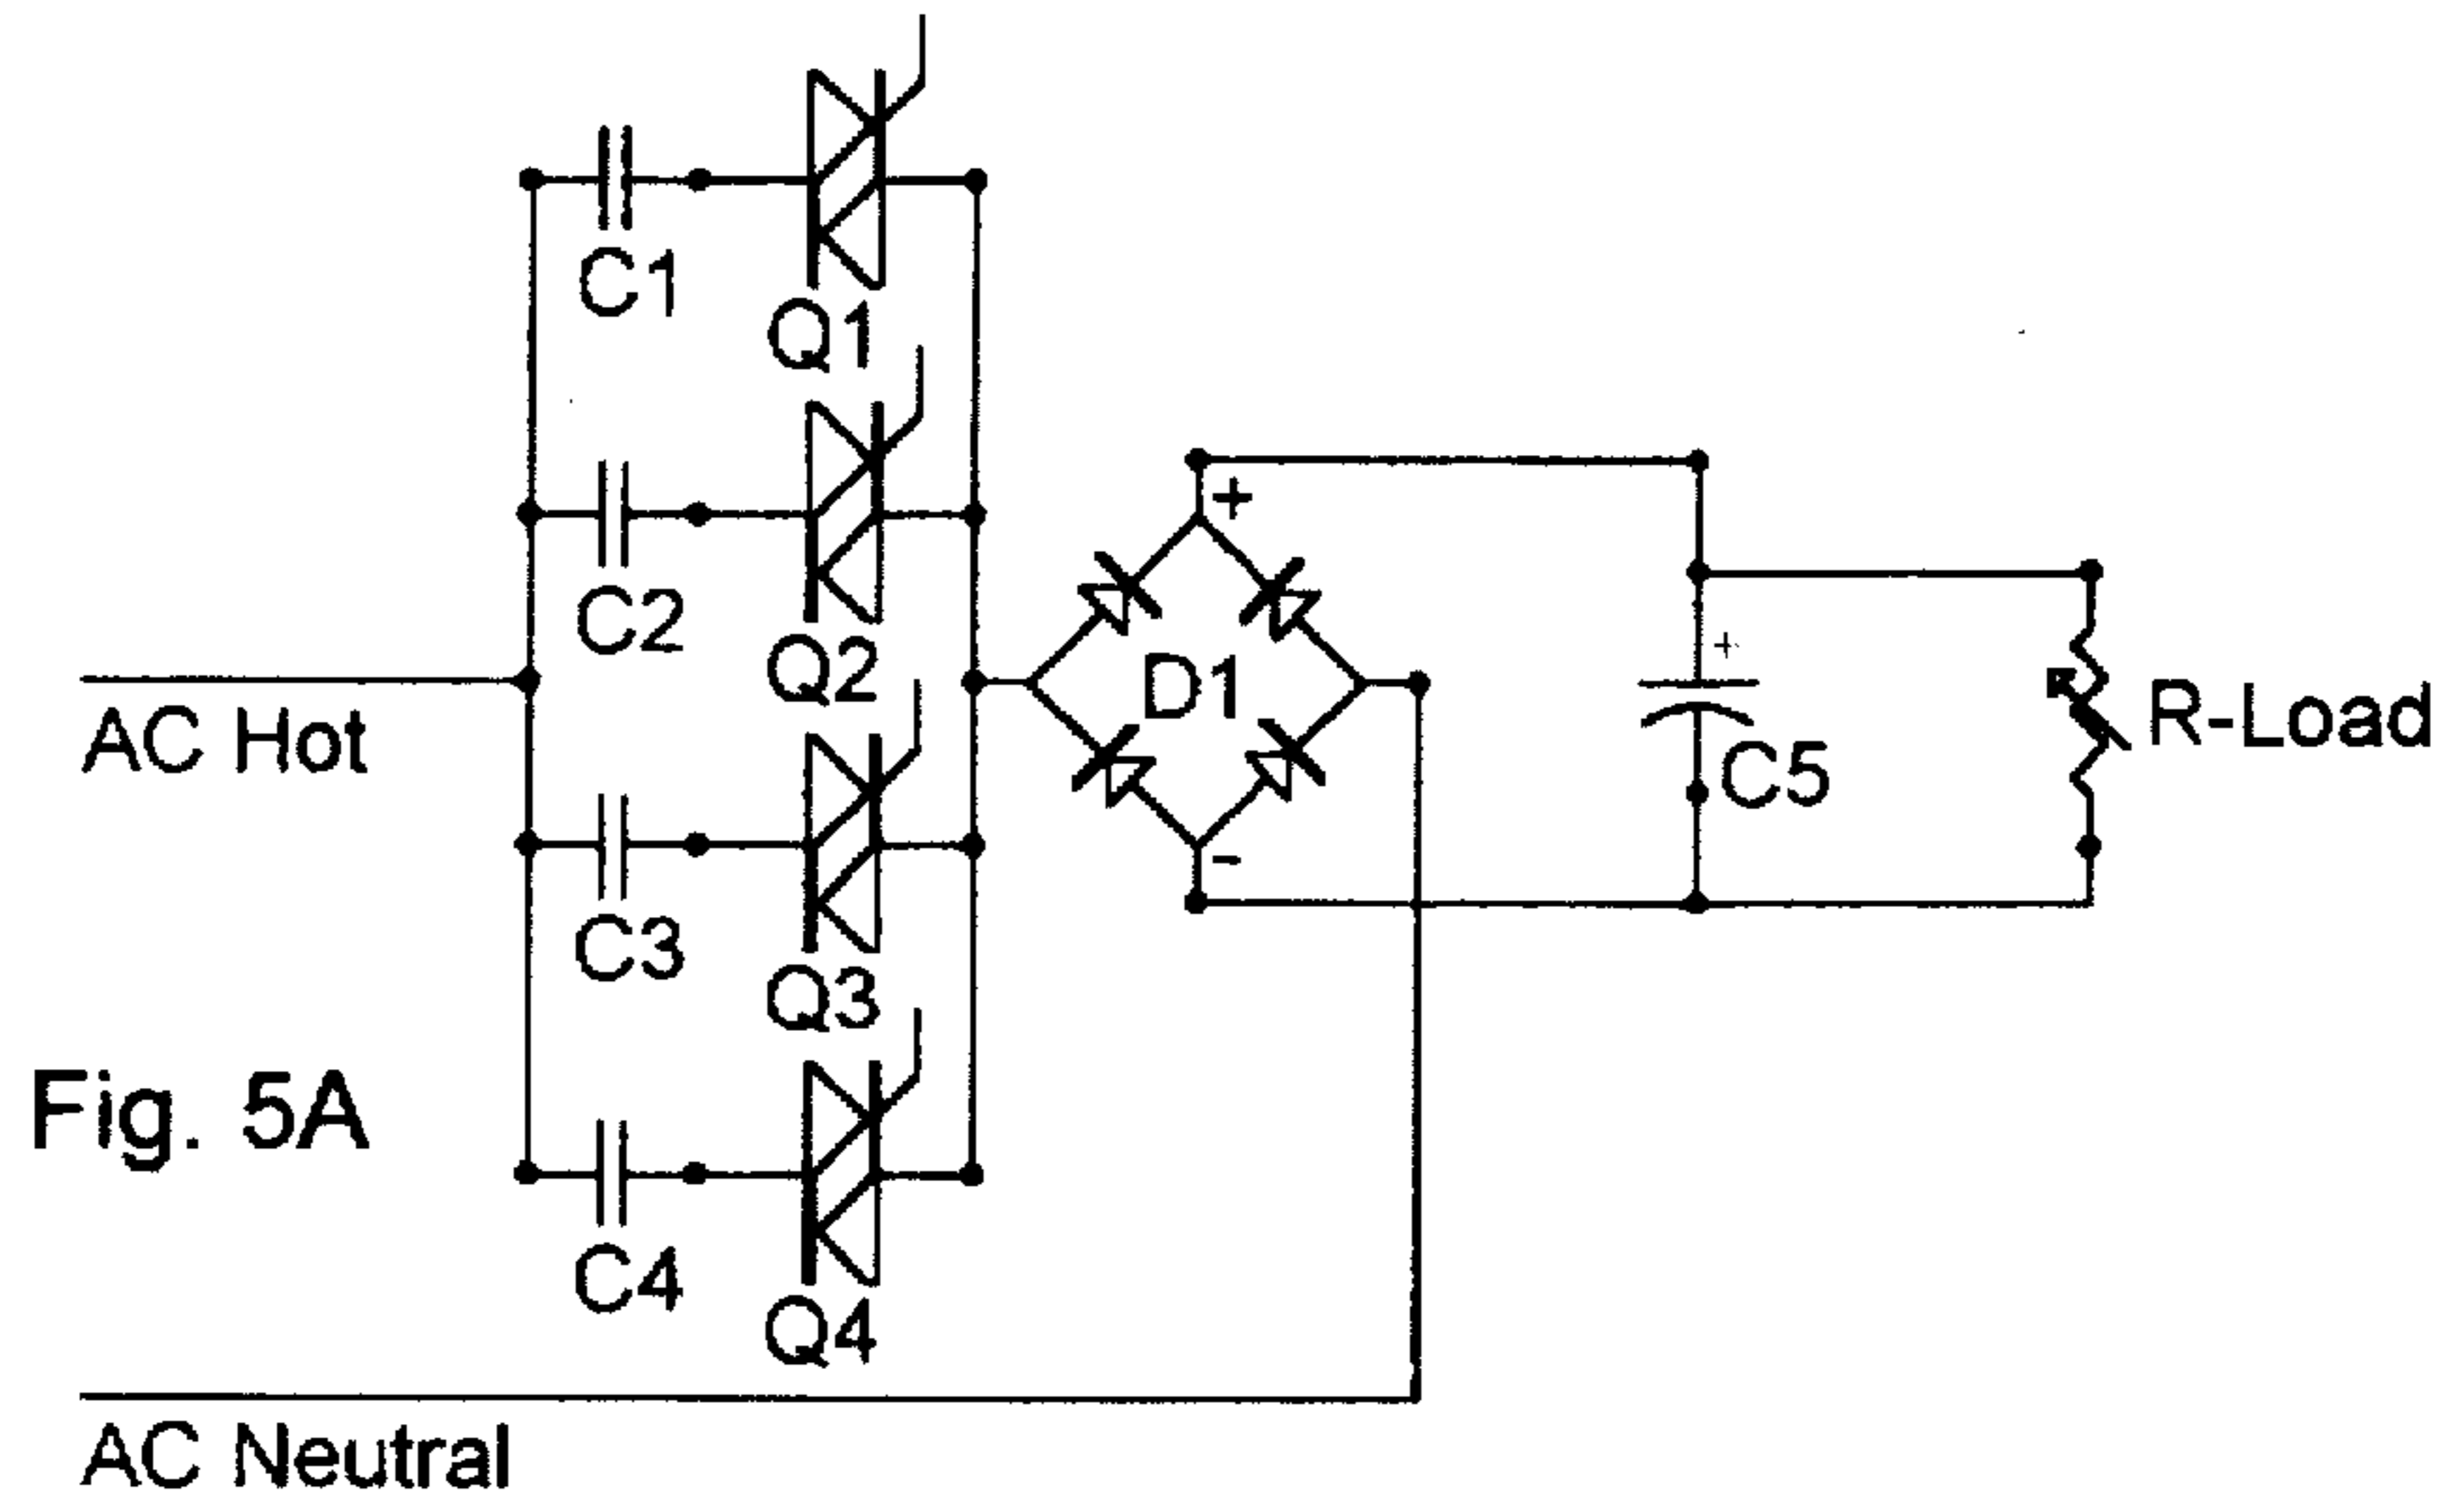 C1
Q1
C2
Q2
+
AC Hot
D1
+
R-Load
C5
-
C3
Q3
Fig. 5A
C4
Q4
AC Neutral